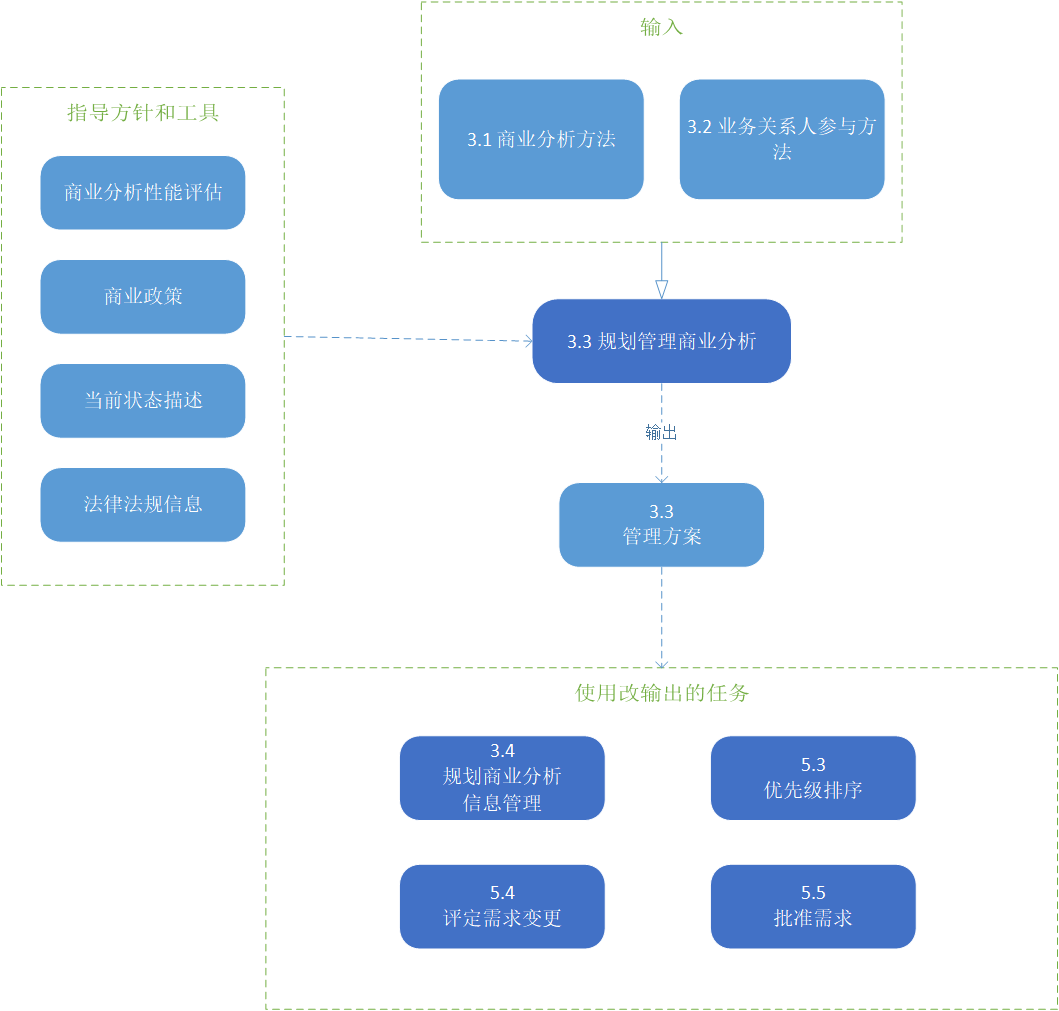 输入
3.1 商业分析方法
3.2 业务关系人参与方
法
指导方针和工具
商业分析性能评估
商业政策
当前状态描述
法律法规信息
3.3 规划管理商业分析
输出
3.3
管理方案
使用改输出的任务
3.4
规划商业分析
信息管理
5.3
优先级排序
5.4
评定需求变更
5.5
批准需求